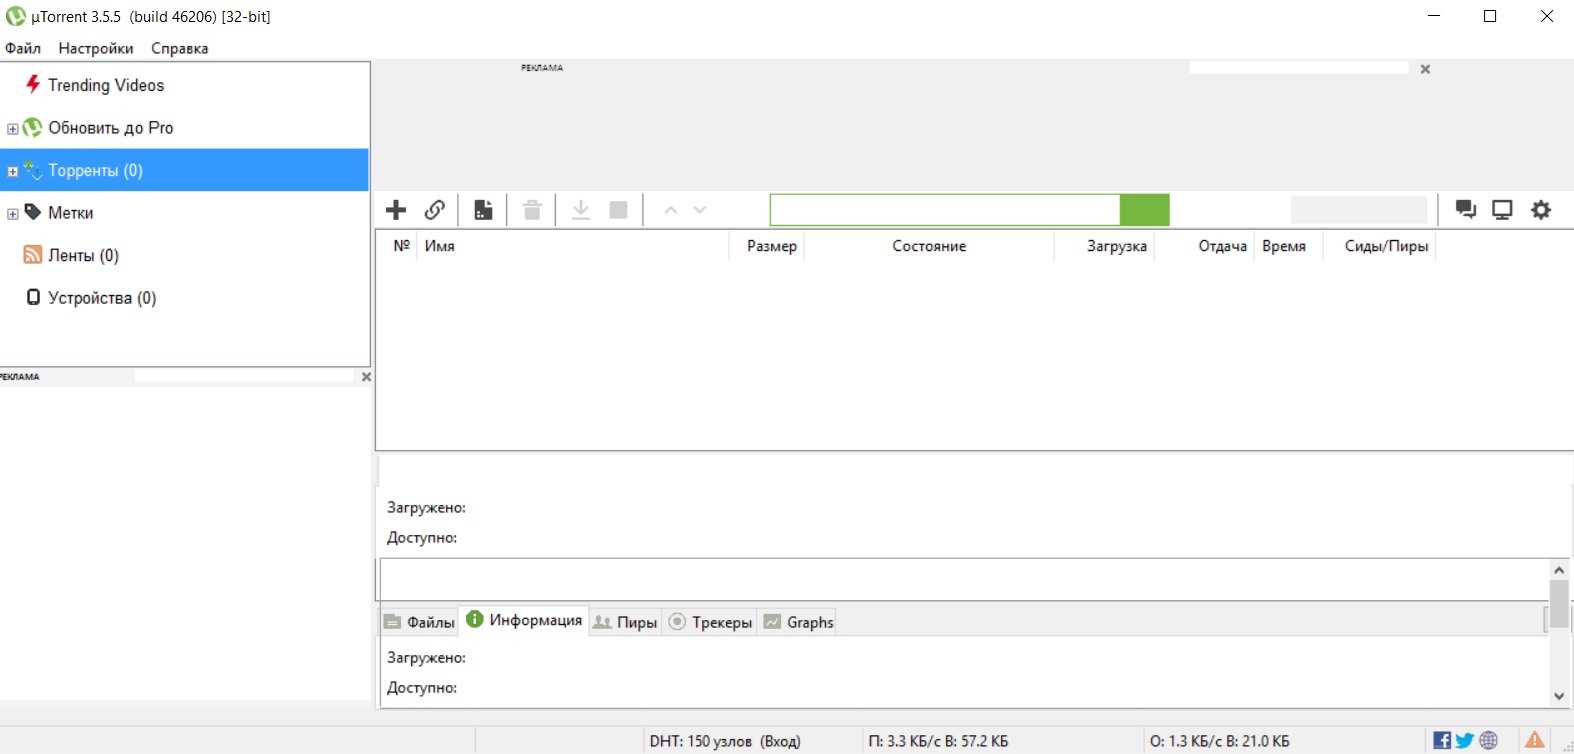 µTorrent 3.5.5 (build 46206) [32-bit]
Файл Настройки Справка
Trending Videos
Обновить до Pro
Торренты (0)
Метки
Ленты (0)
Устройства (0)
РЕКЛАМА
РЕКЛАМА
№ Имя Размер Состояние Загрузка Отдача Время Сиды/Пиры
Загружено:
Доступно:
Файлы Информация Пиры Трекеры Graphs
Загружено:
Доступно:
DHT: 150 узлов (Вход) П: 3.3 КБ/с В: 57.2 КБ О: 1.3 КБ/с В: 21.0 КБ